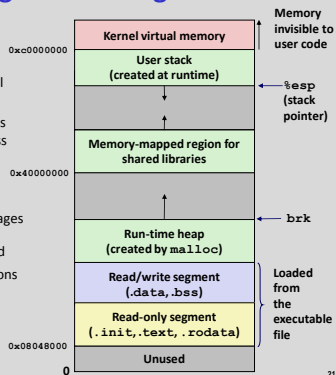 Memory
invisible to
user code
Kernel virtual memory
0xc0000000
User stack
(created at runtime)
%esp
(stack
pointer)
Memory-mapped region for
shared libraries
0x40000000
brk
Run-time heap
(created by malloc)
Read/write segment
(.data, .bss)
Read-only segment
(.init, .text, .rodata)
Loaded
from
the
executable
file
0x08048000
Unused
0
21